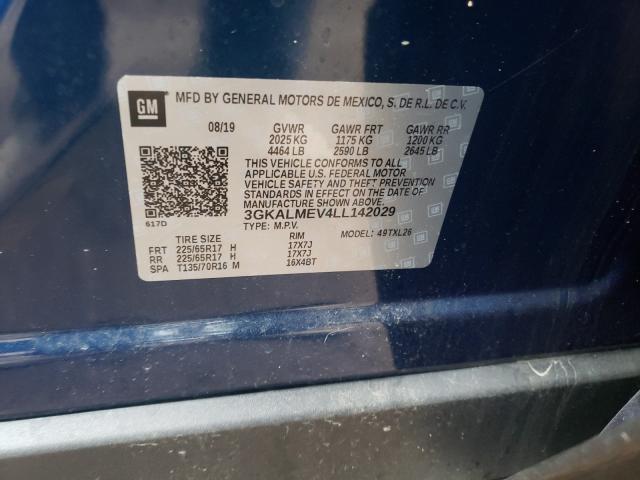 GM
MFD BY GENERAL MOTORS DE MEXICO, S. DE R.L. DE C.V.
08/19 GVWR GAWR FRT GAWR RR
2025 KG 1175 KG 1200 KG
4464 LB 2590 LB 2645 LB
THIS VEHICLE CONFORMS TO ALL
APPLICABLE U.S. FEDERAL MOTOR
VEHICLE SAFETY AND THEFT PREVENTION
STANDARDS IN EFFECT ON THE DATE OF
MANUFACTURE SHOWN ABOVE.
3GKALMEV4LL142029
617D
TYPE: M.P.V. MODEL: 49TXL26
TIRE SIZE RIM
FRT 225/65R17 H 17X7J
RR 225/65R17 H 17X7J
SPA T135/70R16 M 16X4BT